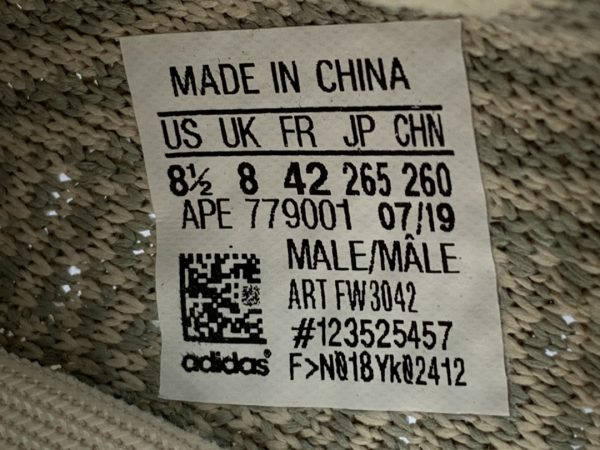 MADE IN CHINA
US UK FR JP CHN
8½ 8 42 265 260
APE 779001 07/19
MALE/MÂLE
ART FW3042
#123525457
adidas® F>N018Yk02412